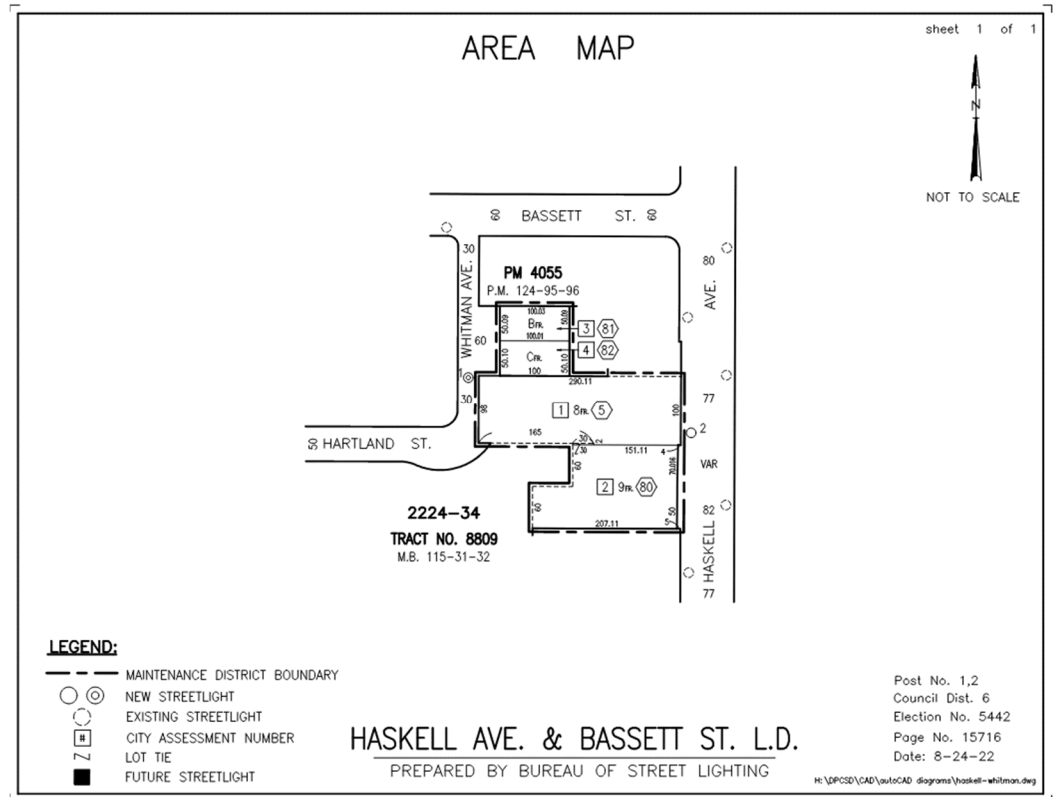 sheet 1 of 1
AREA MAP
N
NOT TO SCALE
60 BASSETT ST. 60
30
WHITMAN AVE.
60
30
80
AVE.
PM 4055
P.M. 124-95-96
100.03
50.09
BFR.
50.09
3 81
100.01
50.10
CFR.
50.10
4 82
100
290.11
1
98
1 8FR. 5
100
77
2
165
30
2
151.11
4
50 HARTLAND ST.
30
60
70.016
VAR
2 9FR. 80
60
50
5
207.11
82
HASKELL
77
2224-34
TRACT NO. 8809
M.B. 115-31-32
LEGEND:
MAINTENANCE DISTRICT BOUNDARY
NEW STREETLIGHT
EXISTING STREETLIGHT
# CITY ASSESSMENT NUMBER
Z LOT TIE
FUTURE STREETLIGHT
HASKELL AVE. & BASSETT ST. L.D.
PREPARED BY BUREAU OF STREET LIGHTING
Post No. 1,2
Council Dist. 6
Election No. 5442
Page No. 15716
Date: 8-24-22
H:\DPCSD\CAD\autoCAD diagrams\haskell-whitman.dwg